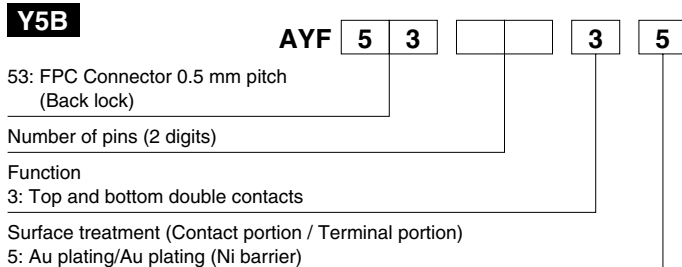 Y5B
AYF 5 3 3 5
53: FPC Connector 0.5 mm pitch
(Back lock)
Number of pins (2 digits)
Function
3: Top and bottom double contacts
Surface treatment (Contact portion / Terminal portion)
5: Au plating/Au plating (Ni barrier)